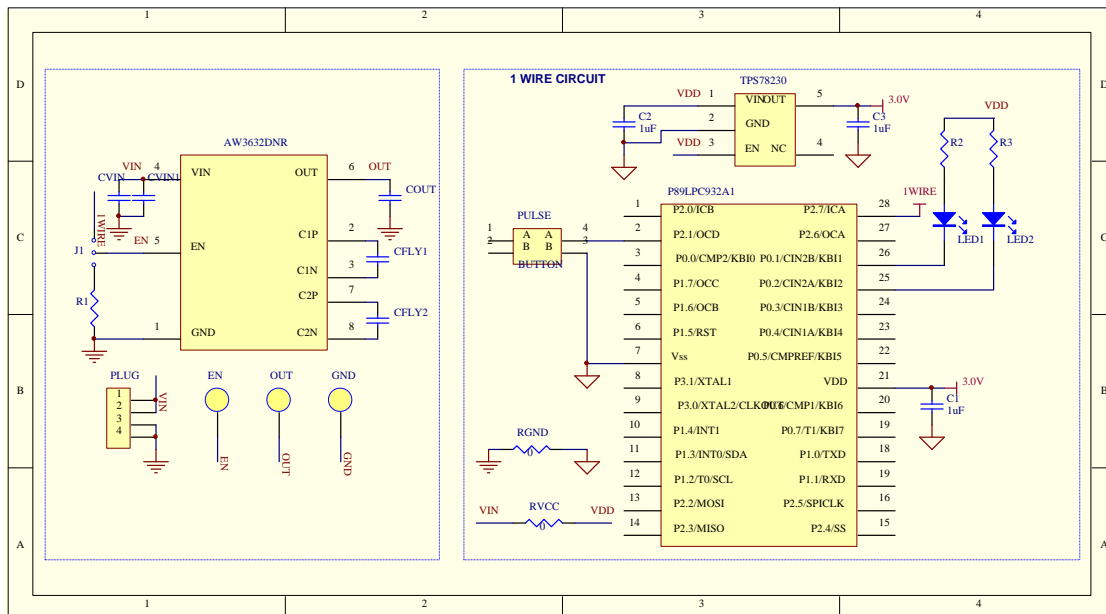 1 2 3 4
D D
1 WIRE CIRCUIT
TPS78230
VDD 1 VIN OUT 5 3.0V
C2
1uF
2 GND
C3
1uF
VDD 3 EN NC 4
VDD
R2 R3
AW3632DNR
VIN 4 VIN OUT 6 OUT
CVIN CVIN1
COUT
1WIRE
EN 5 EN
J1
C1P 2
CFLY1
C1N 3
C2P 7
CFLY2
C2N 8
R1
1 GND
C C
P89LPC932A1
1 P2.0/ICB P2.7/ICA 28 1WIRE
2 P2.1/OCD P2.6/OCA 27
3 P0.0/CMP2/KBI0 P0.1/CIN2B/KBI1 26
4 P1.7/OCC P0.2/CIN2A/KBI2 25
5 P1.6/OCB P0.3/CIN1B/KBI3 24
6 P1.5/RST P0.4/CIN1A/KBI4 23
7 Vss P0.5/CMPREF/KBI5 22
8 P3.1/XTAL1 VDD 21 3.0V
9 P3.0/XTAL2/CLKOUT P0.6/CMP1/KBI6 20
10 P1.4/INT1 P0.7/T1/KBI7 19
11 P1.3/INT0/SDA P1.0/TXD 18
12 P1.2/T0/SCL P1.1/RXD 19
13 P2.2/MOSI P2.5/SPICLK 16
14 P2.3/MISO P2.4/SS 15
LED1 LED2
C1
1uF
PULSE
1 A A 4
2 B B 3
BUTTON
B B
PLUG
1
2
3
4
VIN
EN OUT GND
EN OUT GND
RGND
0
RVCC
VIN 0 VDD
A A
1 2 3 4